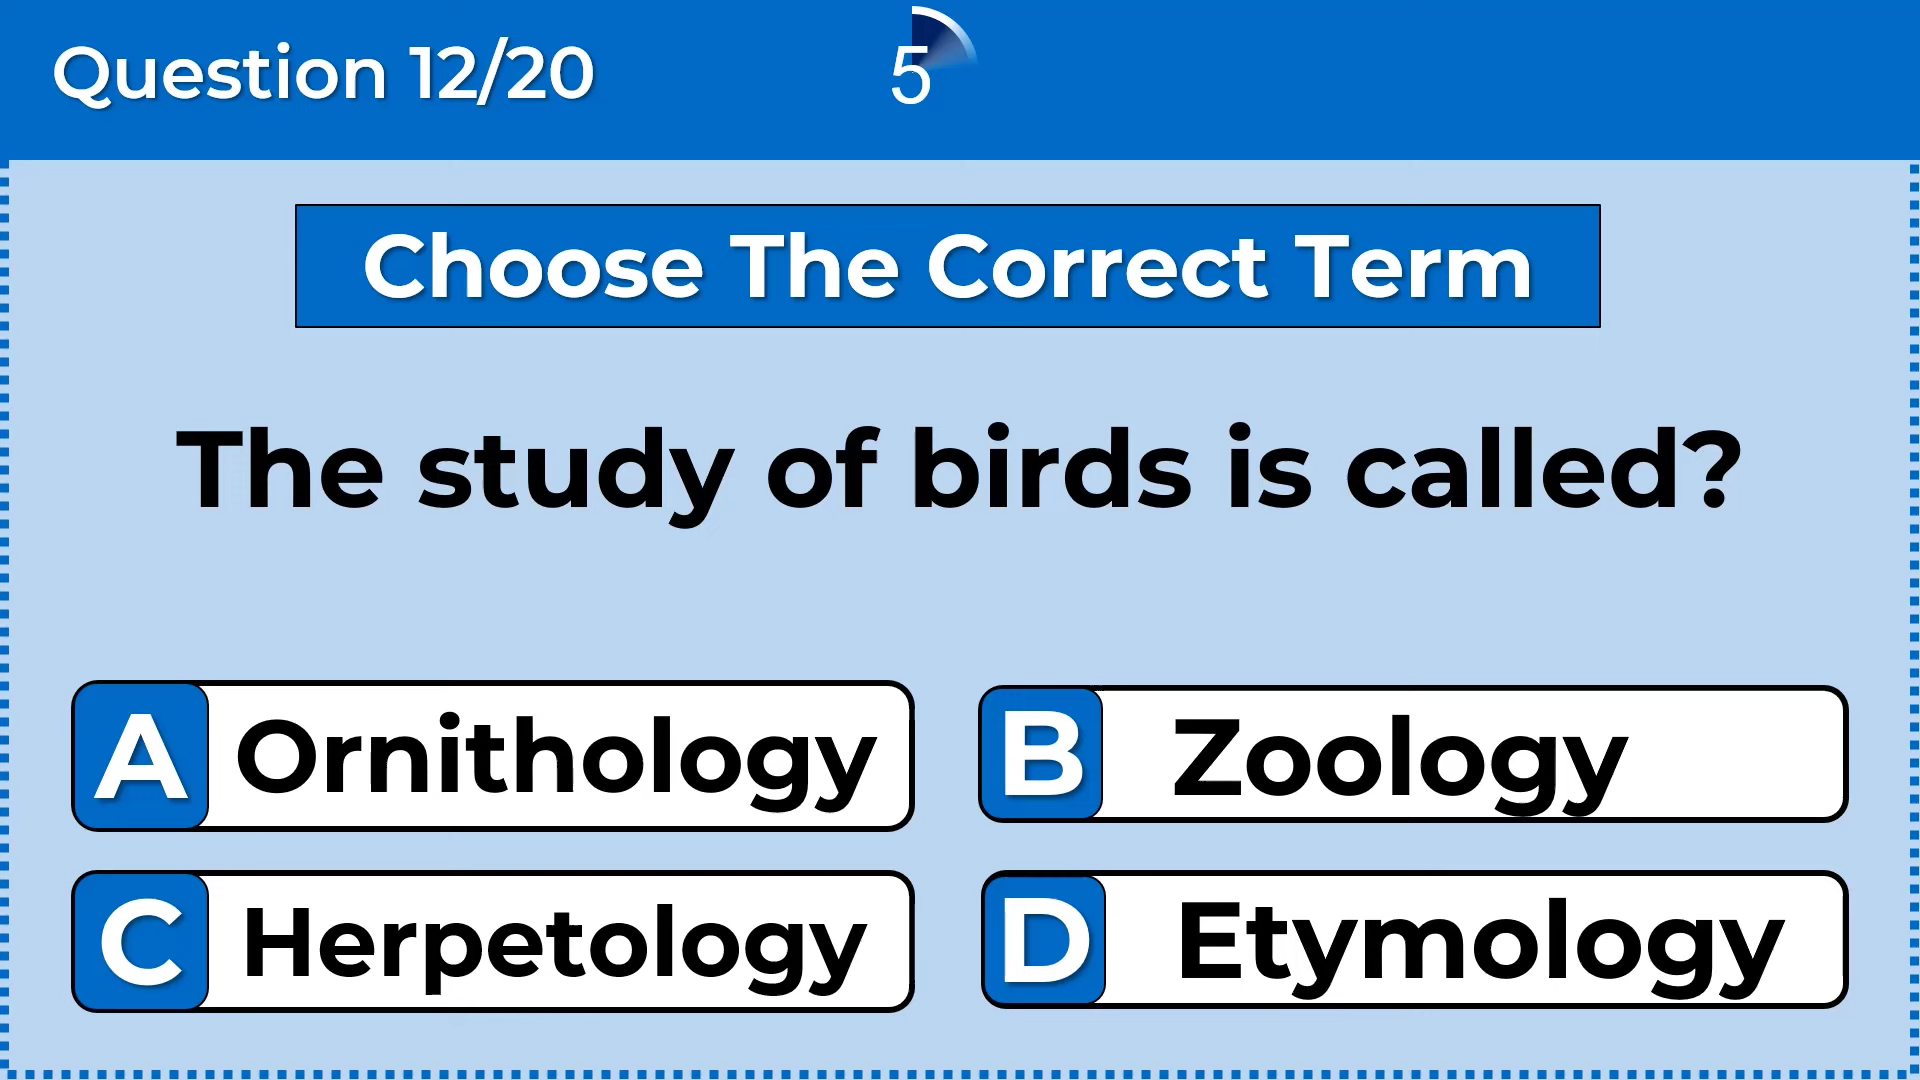 Question 12/20
5
Choose The Correct Term
The study of birds is called?
A Ornithology
B Zoology
C Herpetology
D Etymology